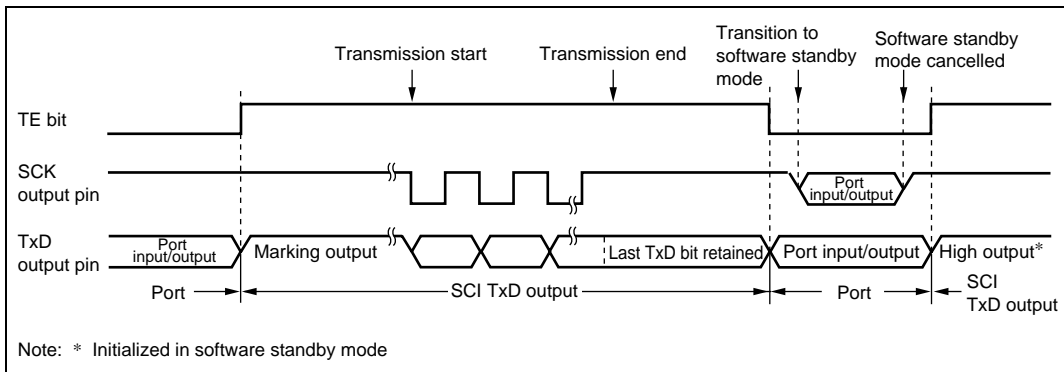 Transition to
software standby
mode
Software standby
mode cancelled
Transmission start
Transmission end
TE bit
SCK
output pin
Port
input/output
TxD
output pin
Port
input/output
Marking output
Last TxD bit retained
Port input/output
High output*
Port
SCI TxD output
Port
SCI
TxD output
Note: * Initialized in software standby mode